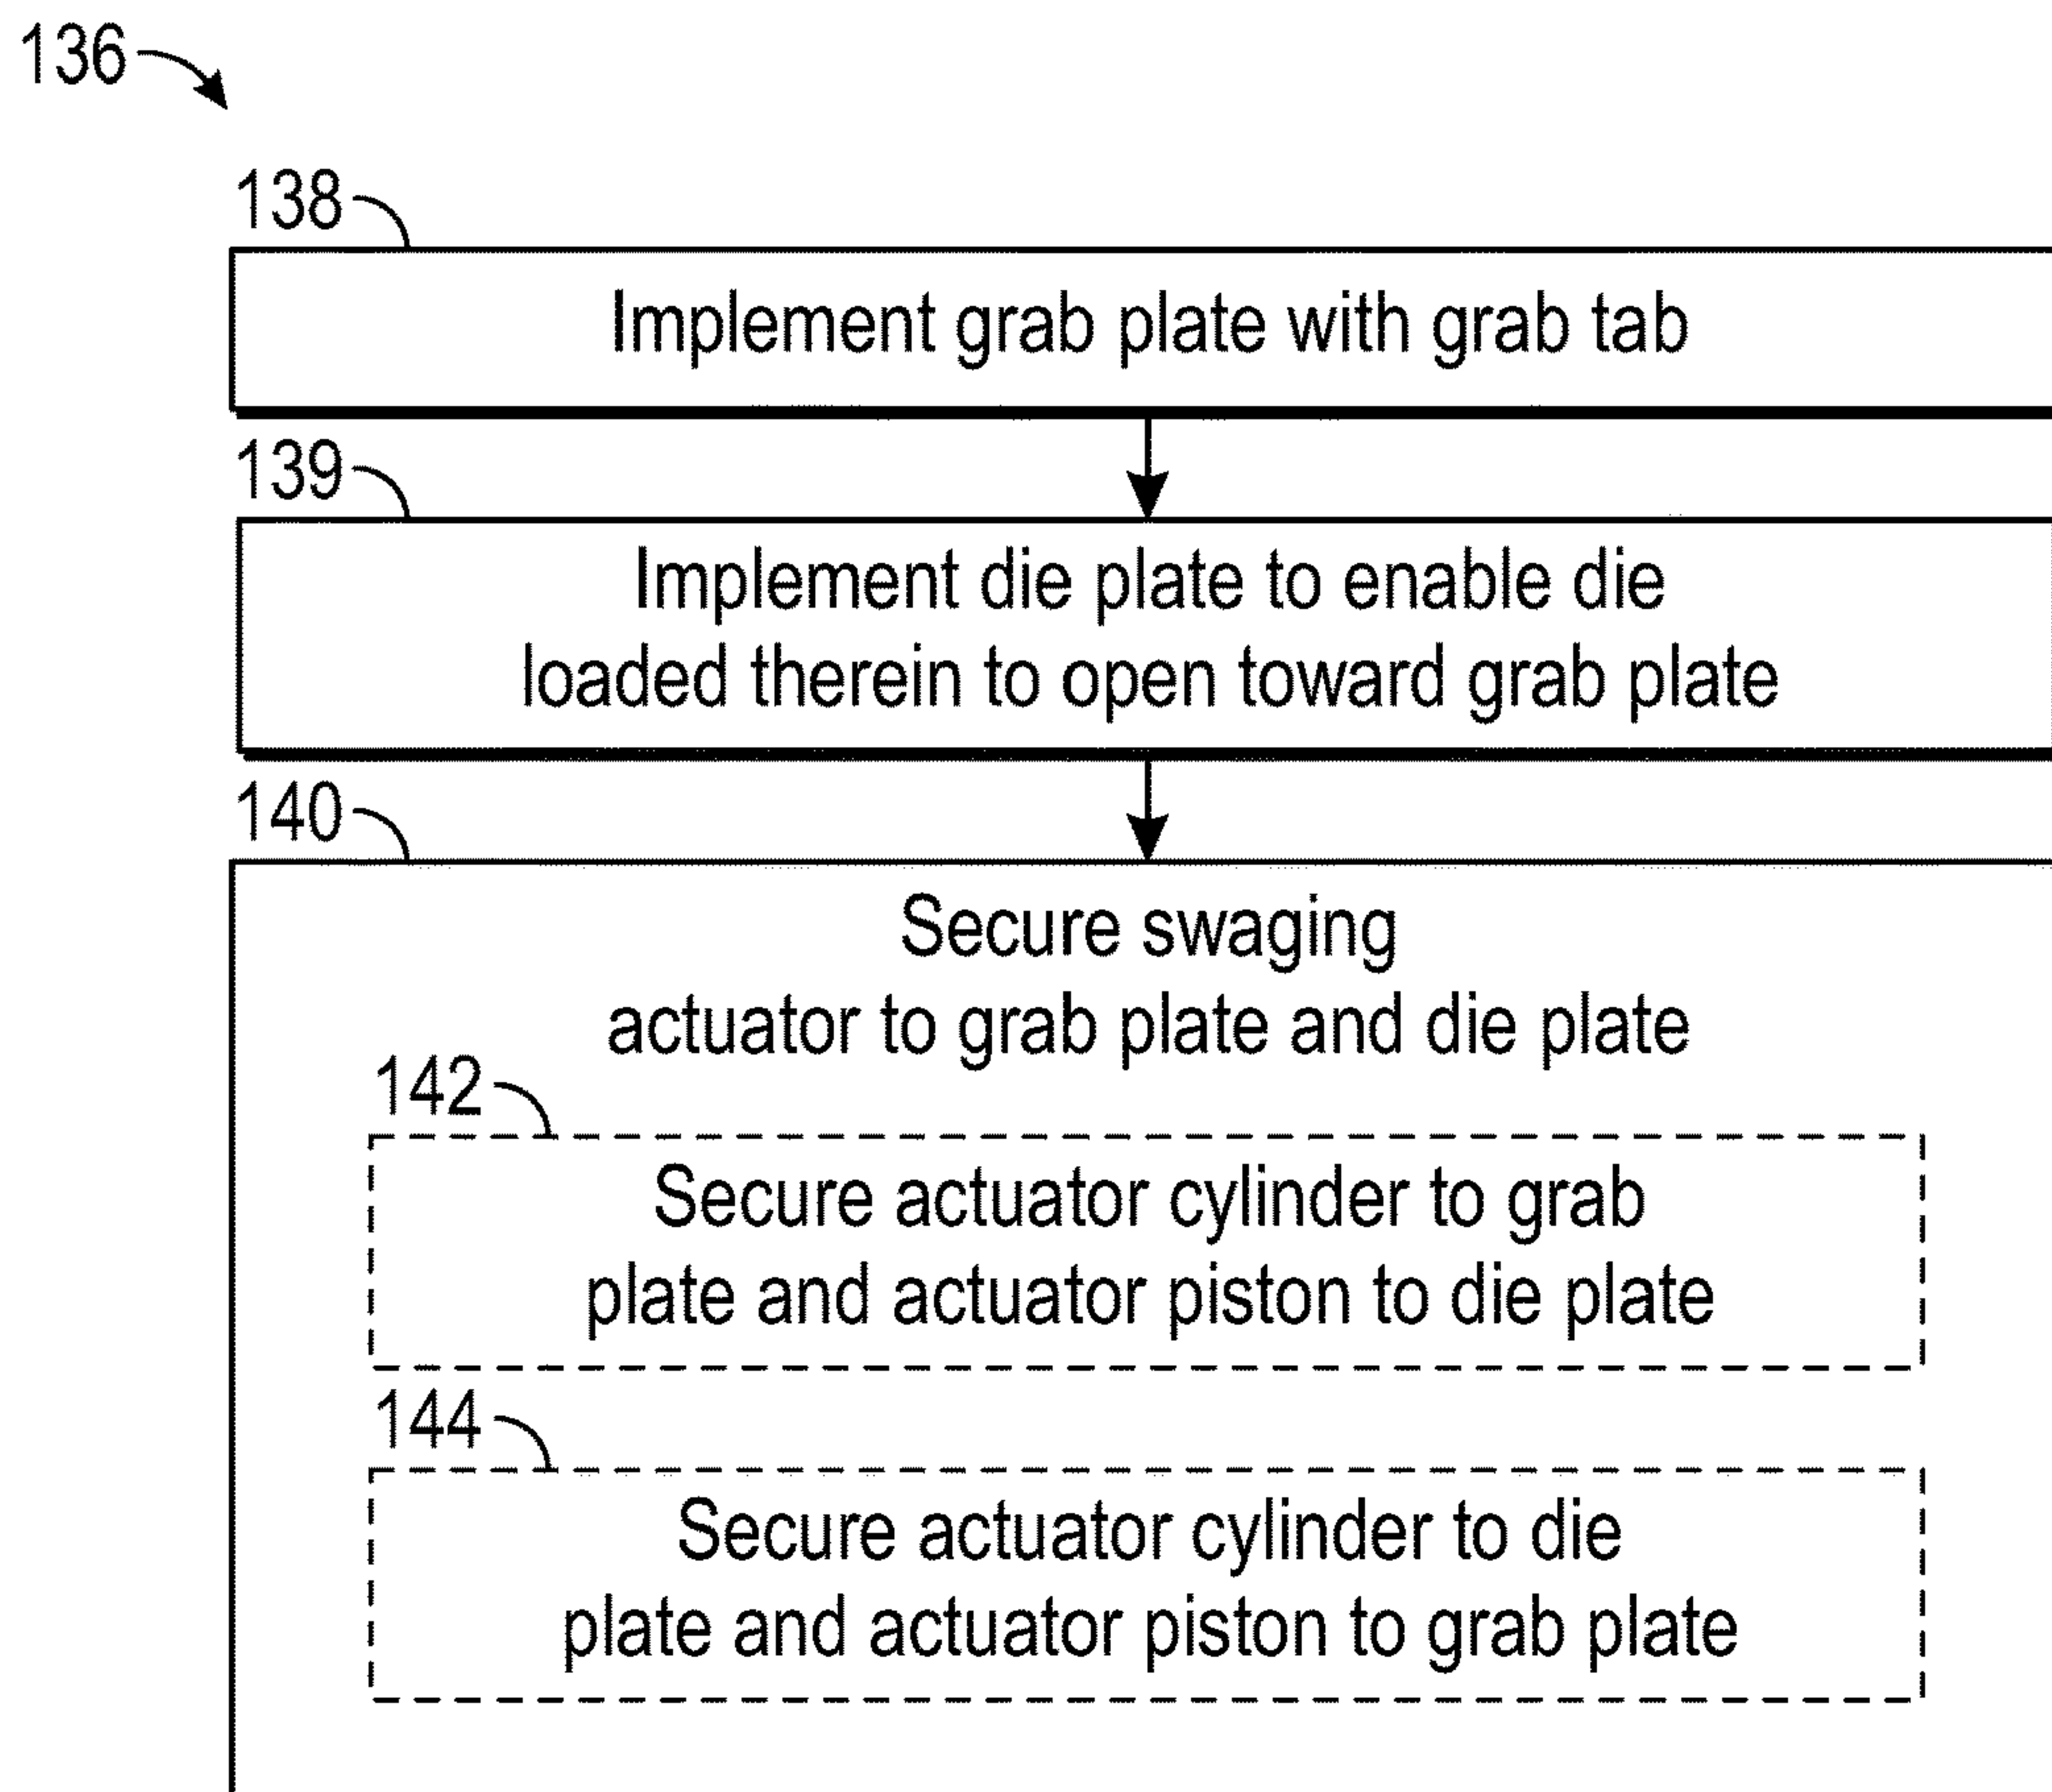 136
138
Implement grab plate with grab tab
139
Implement die plate to enable die
loaded therein to open toward grab plate
140
Secure swaging
actuator to grab plate and die plate
142
Secure actuator cylinder to grab
plate and actuator piston to die plate
144
Secure actuator cylinder to die
plate and actuator piston to grab plate